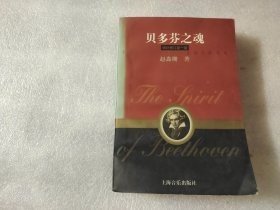 贝多芬之魂
赵鑫珊 著
The Spirit
of Beethoven
上海音乐出版社